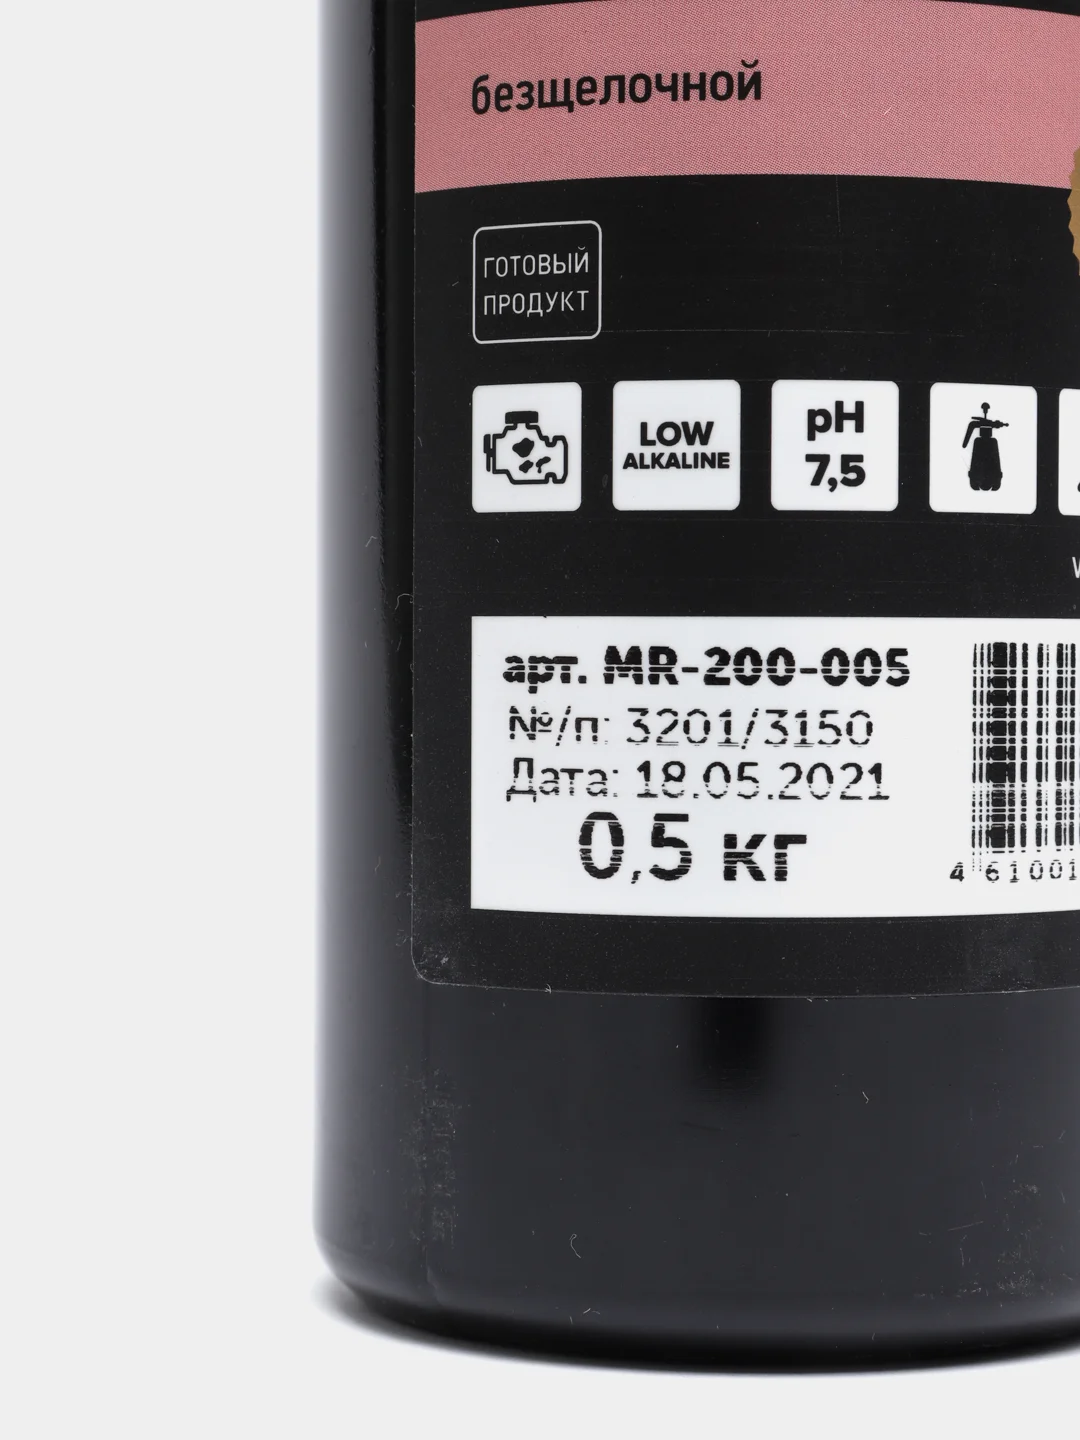 безщелочной
ГОТОВЫЙ
ПРОДУКТ
LOW
ALKALINE
pH
7,5
арт. MR-200-005
№/п: 3201/3150
Дата: 18.05.2021
0,5 кг
4 61001